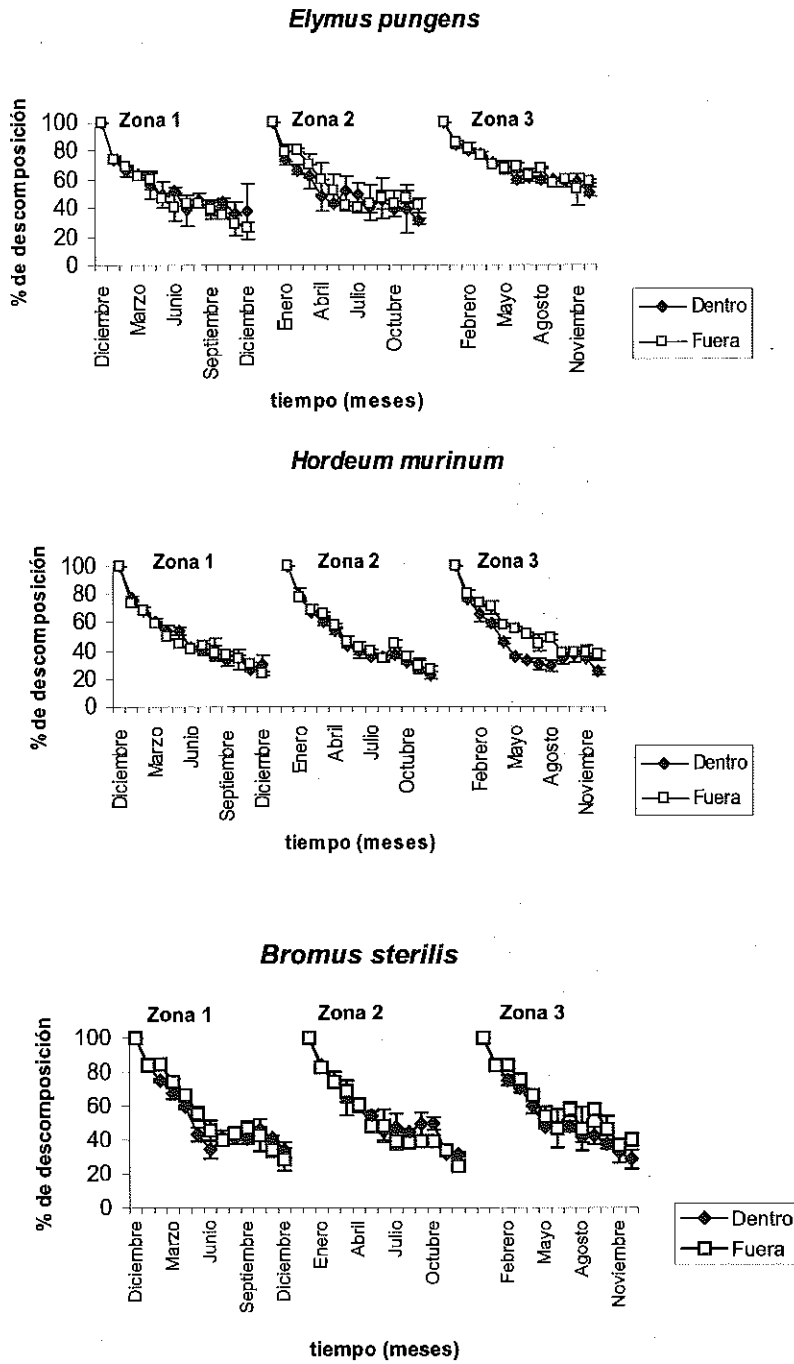 Elymus pungens
Zona 1 Zona 2 Zona 3
% de descomposición
100
80
60
40
20
0
Diciembre Marzo Junio Septiembre Diciembre Enero Abril Julio Octubre Febrero Mayo Agosto Noviembre
tiempo (meses)
Dentro
Fuera
Hordeum murinum
Zona 1 Zona 2 Zona 3
% de descomposición
100
80
60
40
20
0
Diciembre Marzo Junio Septiembre Diciembre Enero Abril Julio Octubre Febrero Mayo Agosto Noviembre
tiempo (meses)
Dentro
Fuera
Bromus sterilis
Zona 1 Zona 2 Zona 3
% de descomposición
100
80
60
40
20
0
Diciembre Marzo Junio Septiembre Diciembre Enero Abril Julio Octubre Febrero Mayo Agosto Noviembre
tiempo (meses)
Dentro
Fuera